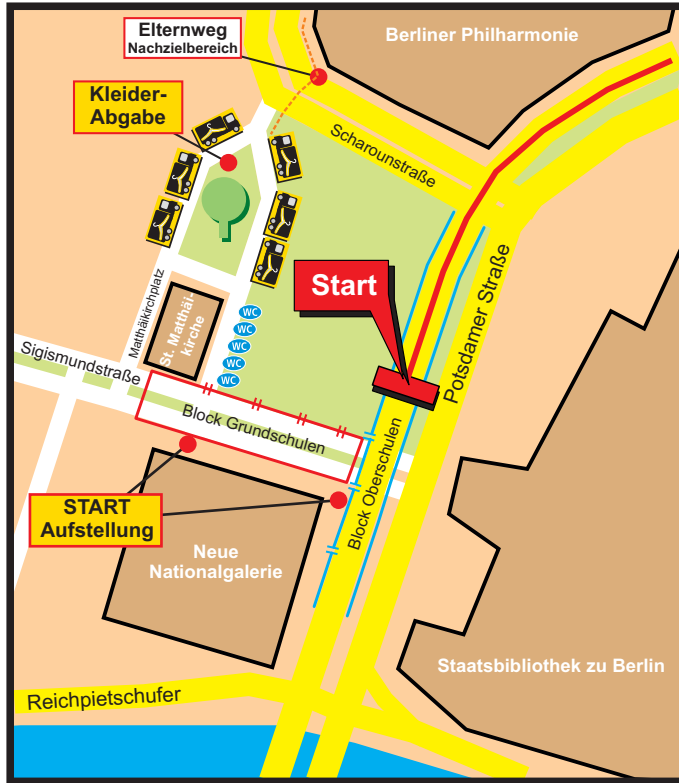 Elternweg
Nachzielbereich
Berliner Philharmonie
Kleider-
Abgabe
Scharounstraße
Start
Potsdamer Straße
Matthäikirchplatz
St. Matthäi-
kirche
WC
WC
WC
WC
WC
Sigismundstraße
Block Grundschulen
Block Oberschulen
START
Aufstellung
Neue
Nationalgalerie
Staatsbibliothek zu Berlin
Reichpietschufer